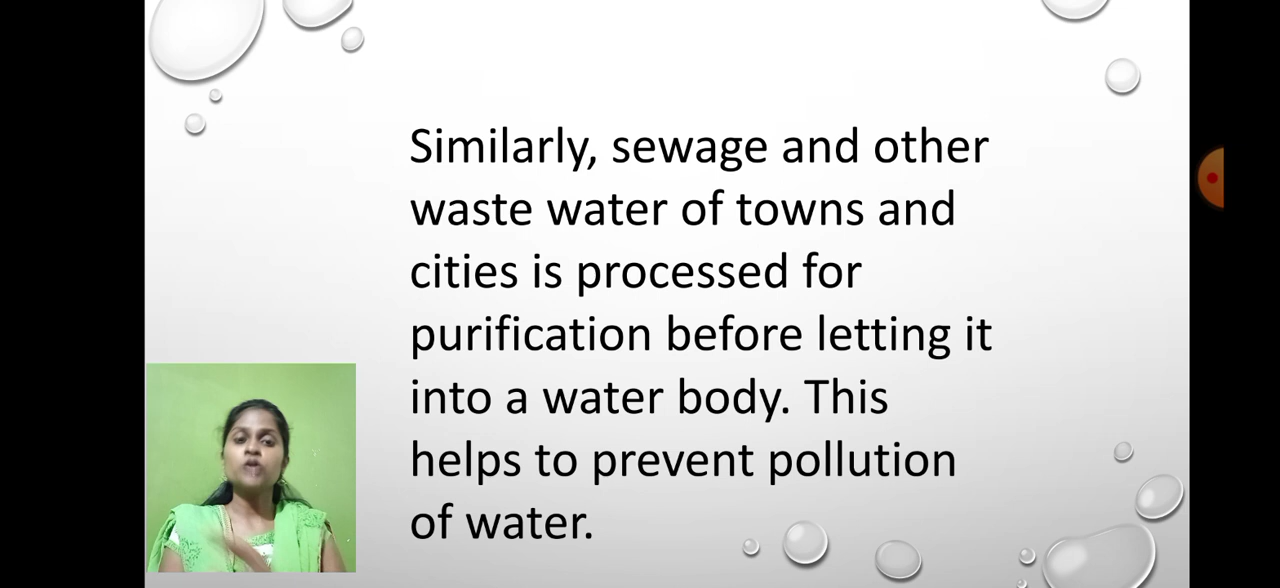 Similarly, sewage and other
waste water of towns and
cities is processed for
purification before letting it
into a water body. This
helps to prevent pollution
of water.